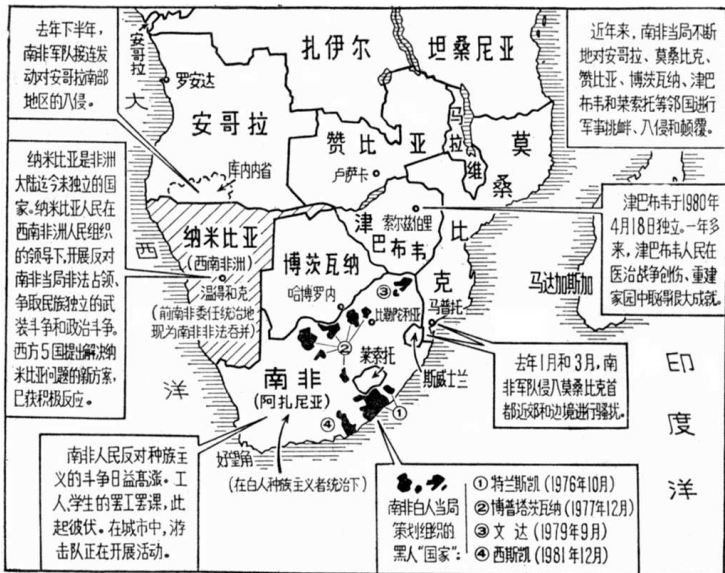 去年下半年，
南非军队接连发
动对安哥拉南部
地区的入侵。
近年来，南非当局不断
地对安哥拉、莫桑比克、
赞比亚、博茨瓦纳、津巴
布韦和莱索托等邻国进行
军事挑衅、入侵和颠覆。
纳米比亚是非洲
大陆迄今未独立的国
家。纳米比亚人民在
西南非洲人民组织
的领导下，开展反对
南非当局非法占领、
争取民族独立的武
装斗争和政治斗争。
西方5国提出解决纳
米比亚问题的新方案，
已获积极反应。
津巴布韦于1980年
4月18日独立。一年多
来，津巴布韦人民在
医治战争创伤、重建
家园中取得很大成就。
去年1月和3月，南
非军队侵入莫桑比克首
都近郊和边境进行骚扰。
南非人民反对种族主
义的斗争日益高涨。工
人、学生的罢工罢课，此
起彼伏。在城市中，游
击队正在开展活动。
安哥拉
扎伊尔
坦桑尼亚
罗安达
安哥拉
赞比亚
卢萨卡
马拉维
莫桑比克
库内内省
纳米比亚
(西南非洲)
温得和克
(前南非委任统治地
现为南非非法吞并)
津巴布韦
索尔兹伯里
博茨瓦纳
哈博罗内
马达加斯加
③
比勒陀利亚
马普托
②
莱索托
斯威士兰
南非
(阿扎尼亚)
①
④
好望角
(在白人种族主义者统治下)
大西洋
印度洋
南非白人当局
策划组织的
黑人“国家”：
①特兰斯凯(1976年10月)
②博普塔茨瓦纳(1977年12月)
③文达(1979年9月)
④西斯凯(1981年12月)